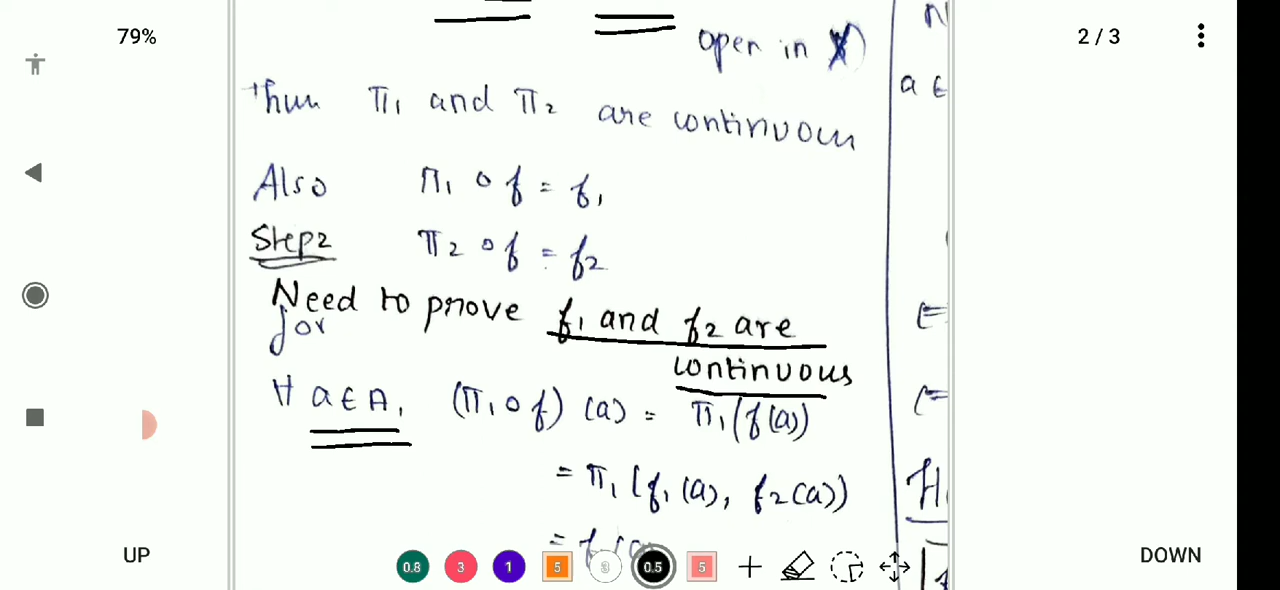 79%
2 / 3
open in X)
thus π1 and π2 are continuous
a ∈
Also π1 o f = f1
Step2 π2 o f = f2
Need to prove f1 and f2 are continuous
for
∀ a ∈ A, (π1 o f) (a) = π1(f(a))
= π1(f1(a), f2(a))
UP
0.8 3 1 5 3 0.5 5
DOWN